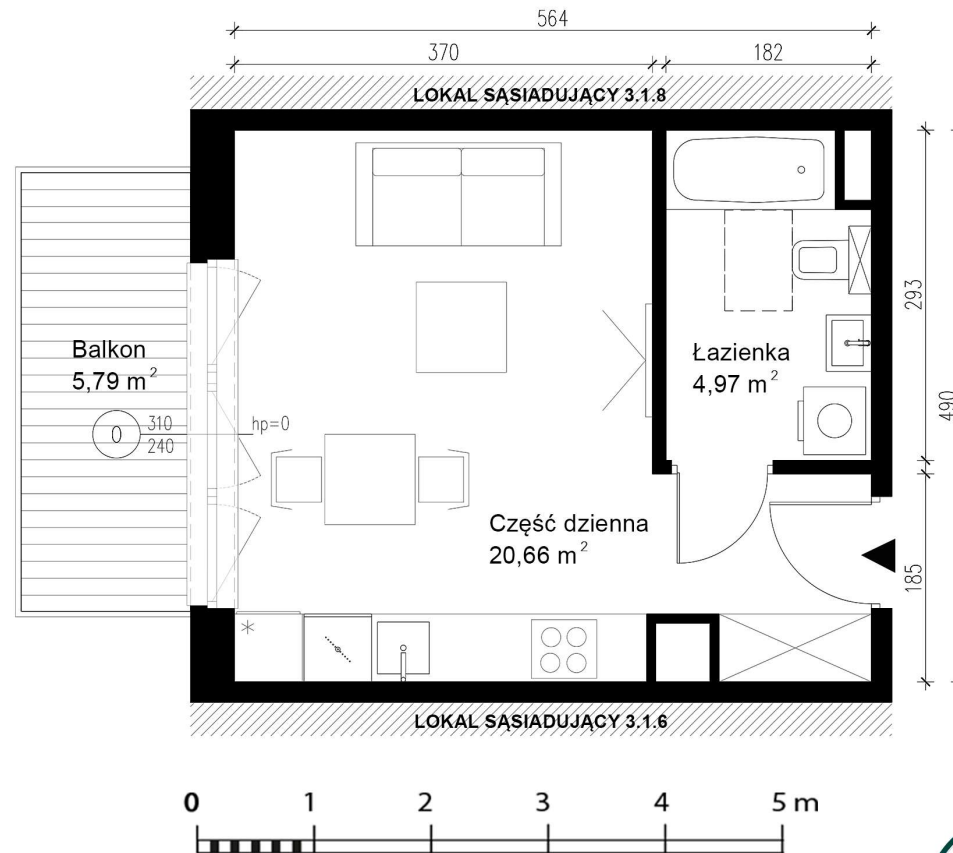 564
370 182
LOKAL SĄSIADUJĄCY 3.1.8
293
490
Balkon
5,79 m²
Łazienka
4,97 m²
0
310
240
hp=0
Część dzienna
20,66 m²
185
*
LOKAL SĄSIADUJĄCY 3.1.6
0 1 2 3 4 5 m